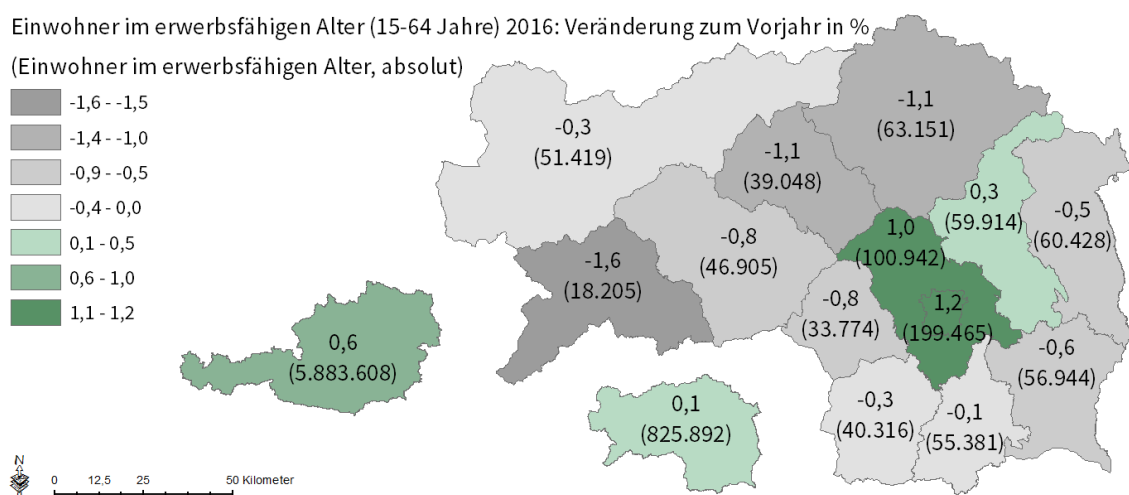 Einwohner im erwerbsfähigen Alter (15-64 Jahre) 2016: Veränderung zum Vorjahr in %
(Einwohner im erwerbsfähigen Alter, absolut)
-1,6 - -1,5
-1,4 - -1,0
-0,9 - -0,5
-0,4 - 0,0
0,1 - 0,5
0,6 - 1,0
1,1 - 1,2
-1,1
(63.151)
-0,3
(51.419)
-1,1
(39.048)
0,3
(59.914)
-0,5
(60.428)
1,0
(100.942)
-0,8
(46.905)
-1,6
(18.205)
-0,8
(33.774)
1,2
(199.465)
-0,6
(56.944)
0,6
(5.883.608)
0,1
(825.892)
-0,3
(40.316)
-0,1
(55.381)
N
0 12,5 25 50 Kilometer